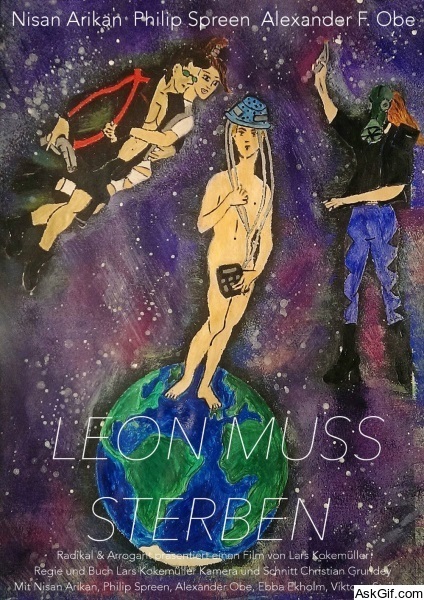 Nisan Arikan Philip Spreen Alexander F. Obe
LEON MUSS
STERBEN
Radikal & Arrogant präsentiert einen Film von Lars Kokemüller
Regie und Buch Lars Kokemüller Kamera und Schnitt Christian Grundey
Mit Nisan Arikan, Philip Spreen, Alexander Obe, Ebba Ekholm, Viktor
AskGif.com